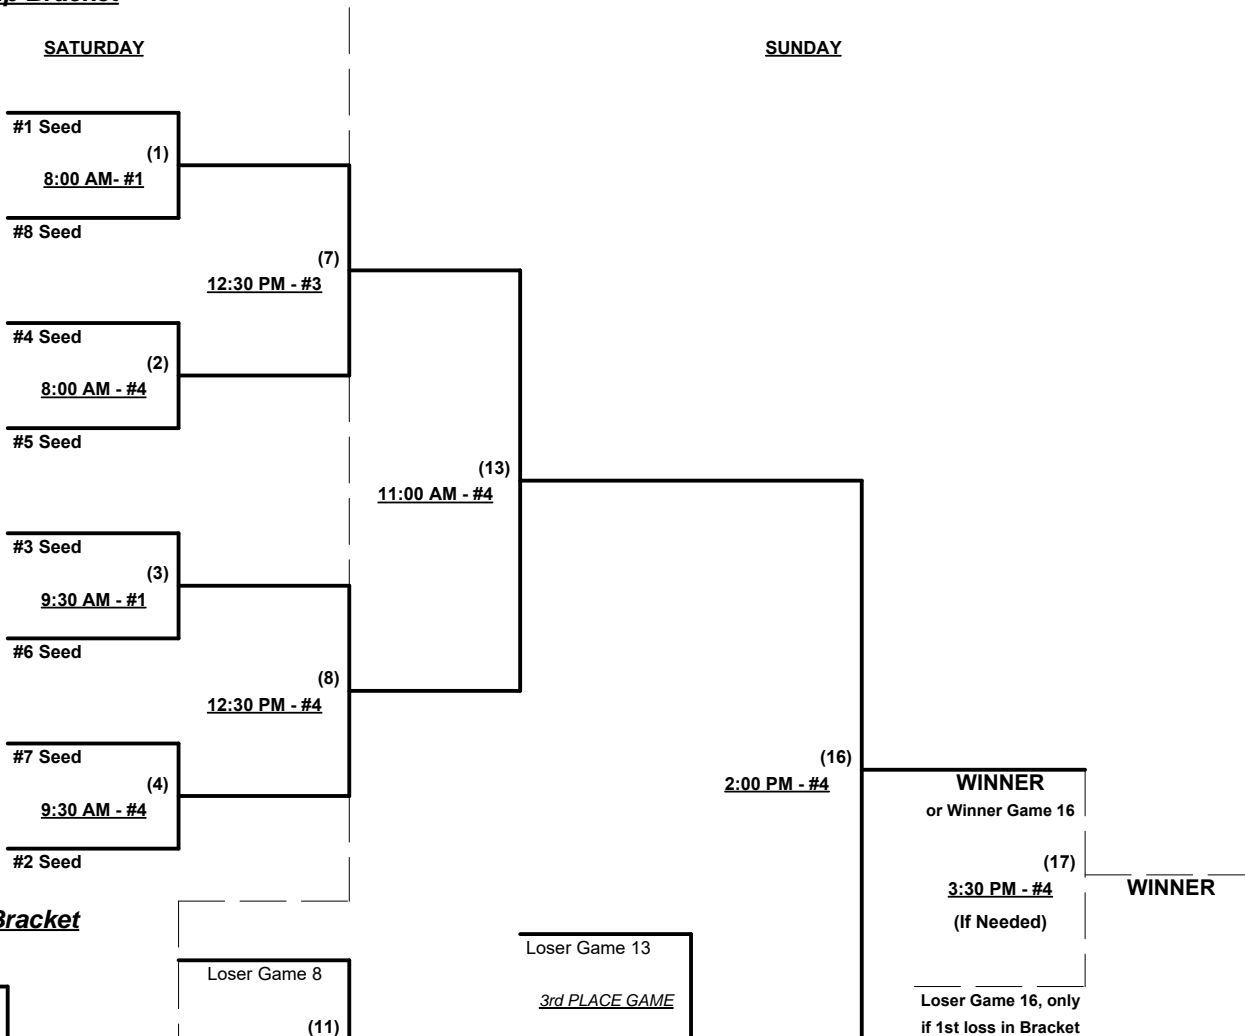 Bracket
SATURDAY
SUNDAY
#1 Seed
(1)
8:00 AM- #1
#8 Seed
(7)
12:30 PM - #3
#4 Seed
(2)
8:00 AM - #4
#5 Seed
(13)
11:00 AM - #4
#3 Seed
(3)
9:30 AM - #1
#6 Seed
(8)
12:30 PM - #4
#7 Seed
(4)
9:30 AM - #4
#2 Seed
(16)
2:00 PM - #4
WINNER
or Winner Game 16
(17)
3:30 PM - #4
WINNER
(If Needed)
Bracket
Loser Game 13
Loser Game 8
3rd PLACE GAME
(11)
Loser Game 16, only
if 1st loss in Bracket